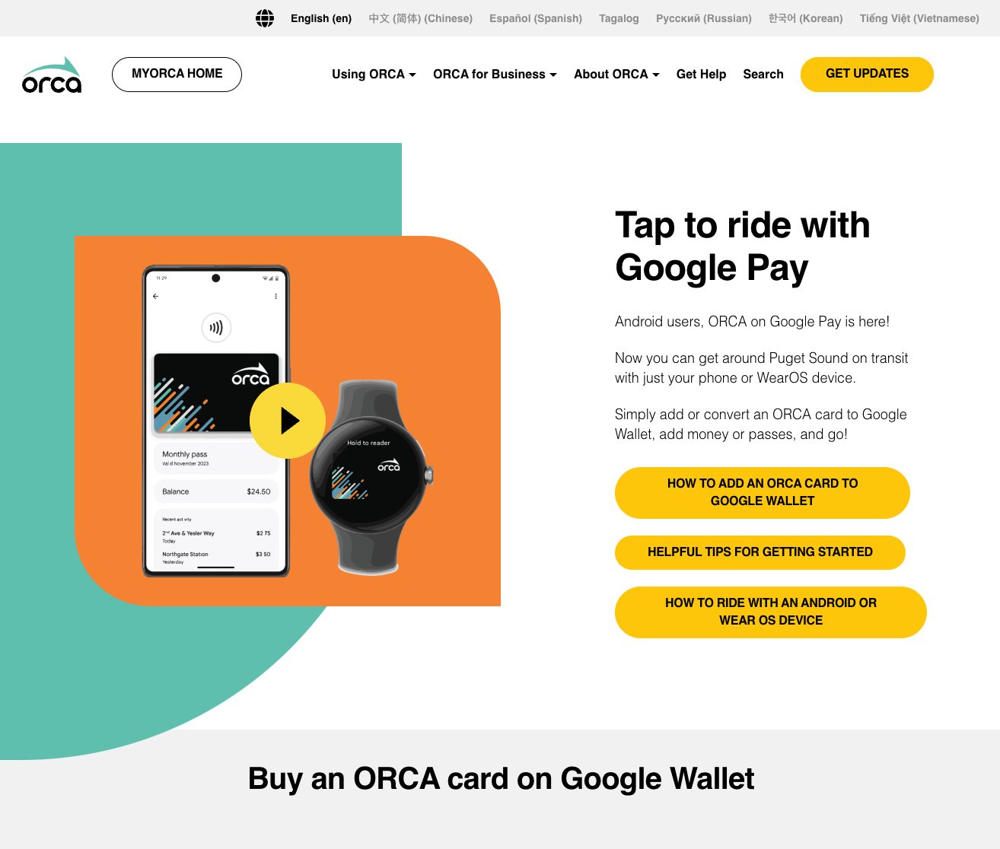 English (en) 中文 (简体) (Chinese) Español (Spanish) Tagalog Русский (Russian) 한국어 (Korean) Tiếng Việt (Vietnamese)
orca
MYORCA HOME
Using ORCA ORCA for Business About ORCA Get Help Search
GET UPDATES
Tap to ride with
Google Pay
Android users, ORCA on Google Pay is here!
Now you can get around Puget Sound on transit
with just your phone or WearOS device.
Simply add or convert an ORCA card to Google
Wallet, add money or passes, and go!
HOW TO ADD AN ORCA CARD TO
GOOGLE WALLET
HELPFUL TIPS FOR GETTING STARTED
HOW TO RIDE WITH AN ANDROID OR
WEAR OS DEVICE
11 29
orca
Monthly pass
Val d November 2023
Balance $24.50
Recent act vity
2nd Ave & Yesler Way $2 75
Today
Northgate Station $3 50
Yesterday
Hold to reader
orca
Buy an ORCA card on Google Wallet